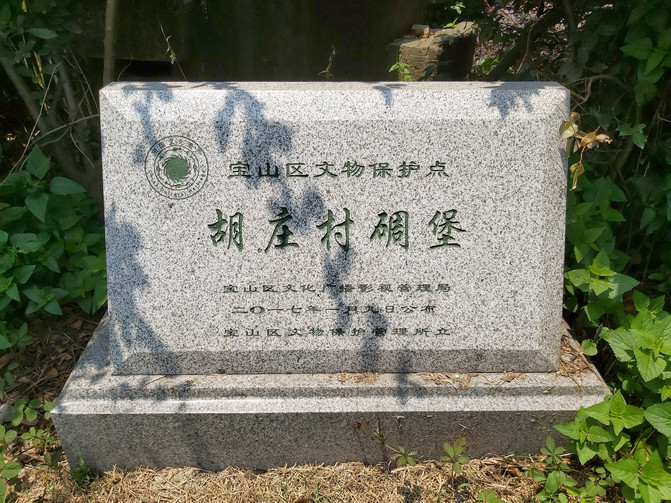 宝山区文物保护点
胡庄村碉堡
宝山区文化广播影视管理局
二〇一七年一月九日公布
宝山区文物保护管理所立